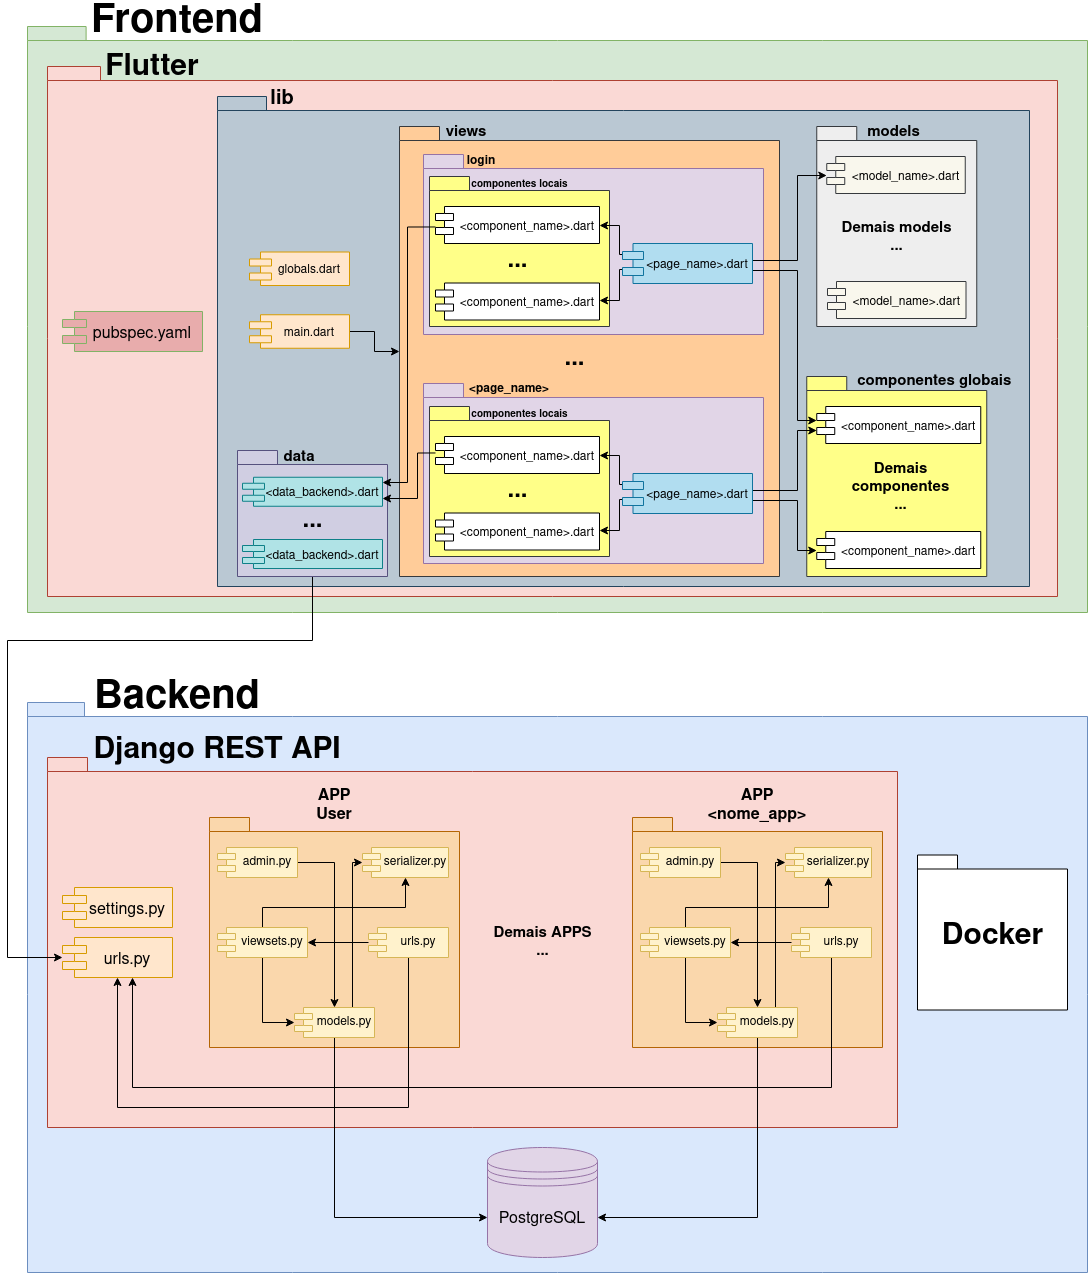 Frontend
Flutter
lib
views
models
login
componentes locais
<component_name>.dart
...
<component_name>.dart
<page_name>.dart
<model_name>.dart
Demais models
...
<model_name>.dart
globals.dart
main.dart
pubspec.yaml
...
<page_name>
componentes locais
<component_name>.dart
...
<component_name>.dart
<page_name>.dart
componentes globais
<component_name>.dart
Demais
componentes
...
<component_name>.dart
data
<data_backend>.dart
...
<data_backend>.dart
Backend
Django REST API
APP
User
admin.py
serializer.py
viewsets.py
urls.py
models.py
settings.py
urls.py
Demais APPS
...
APP
<nome_app>
admin.py
serializer.py
viewsets.py
urls.py
models.py
Docker
PostgreSQL